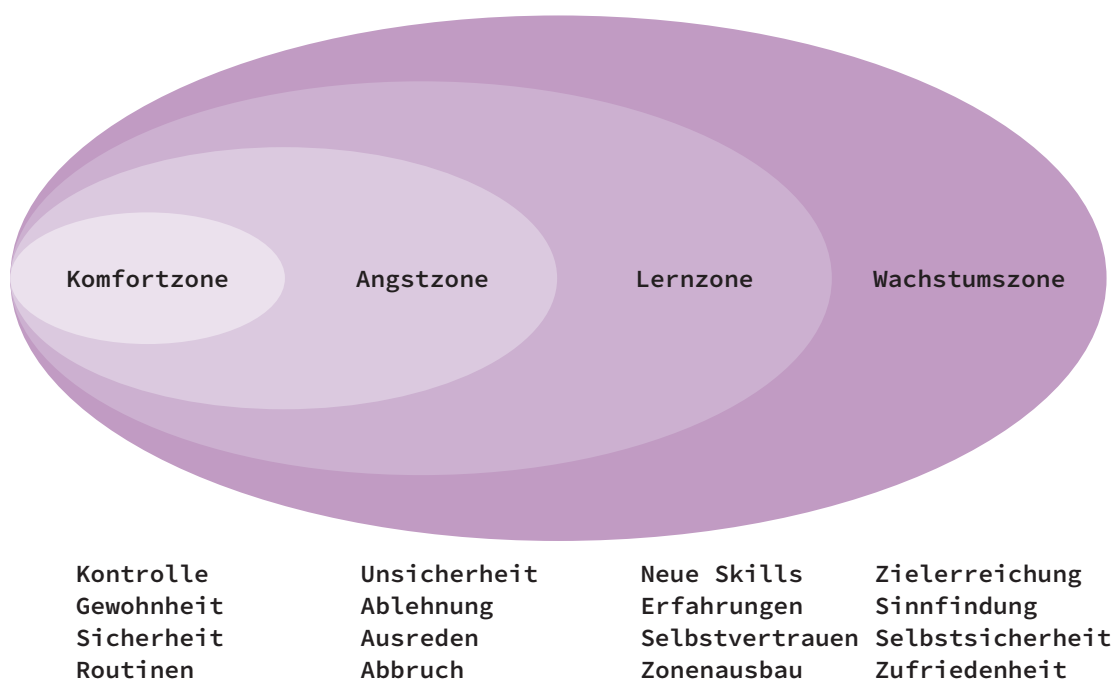 Komfortzone
Angstzone
Lernzone
Wachstumszone
Kontrolle
Gewohnheit
Sicherheit
Routinen
Unsicherheit
Ablehnung
Ausreden
Abbruch
Neue Skills
Erfahrungen
Selbstvertrauen
Zonenausbau
Zielerreichung
Sinnfindung
Selbstsicherheit
Zufriedenheit